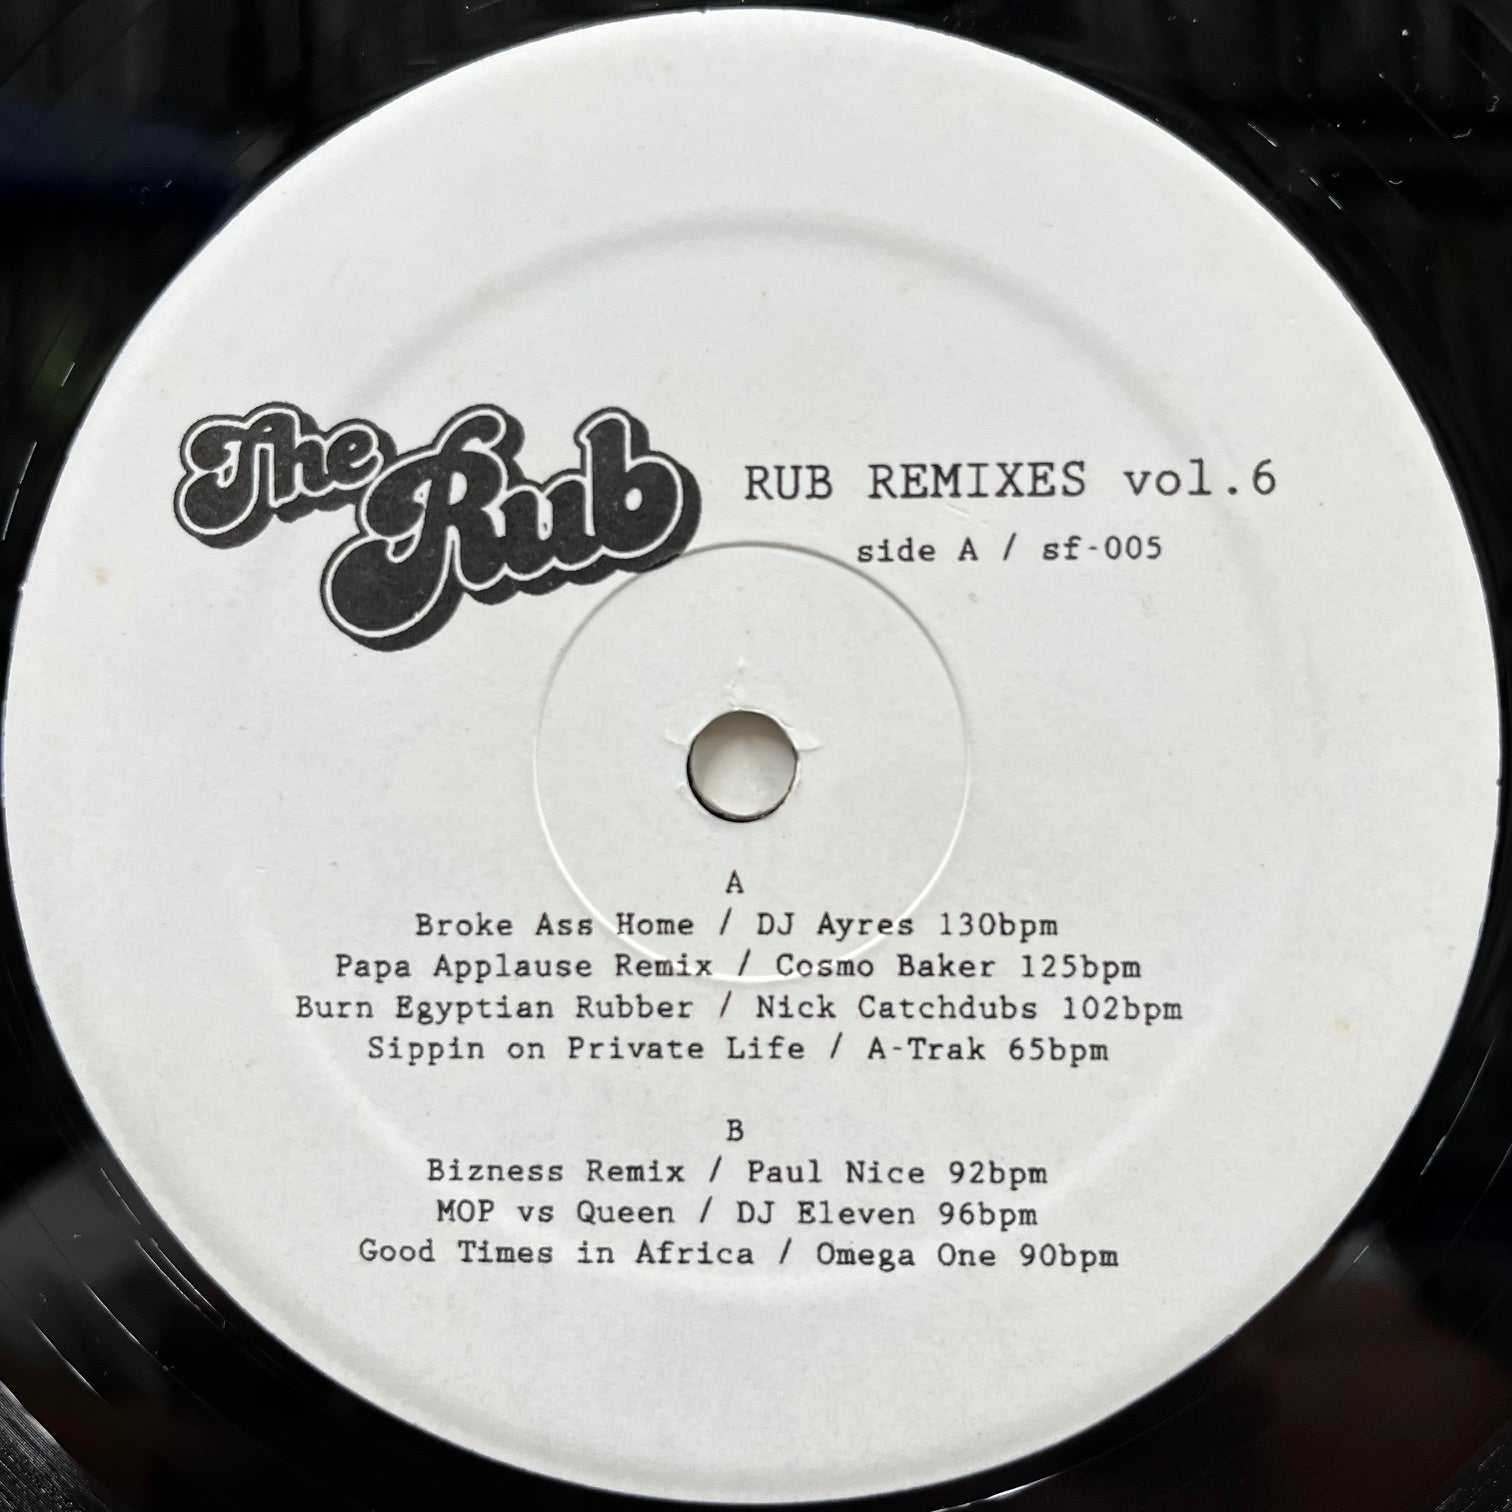 The Rub
RUB REMIXES vol.6
side A / sf-005
A
Broke Ass Home / DJ Ayres 130bpm
Papa Applause Remix / Cosmo Baker 125bpm
Burn Egyptian Rubber / Nick Catchdubs 102bpm
Sippin on Private Life / A-Trak 65bpm
B
Bizness Remix / Paul Nice 92bpm
MOP vs Queen / DJ Eleven 96bpm
Good Times in Africa / Omega One 90bpm